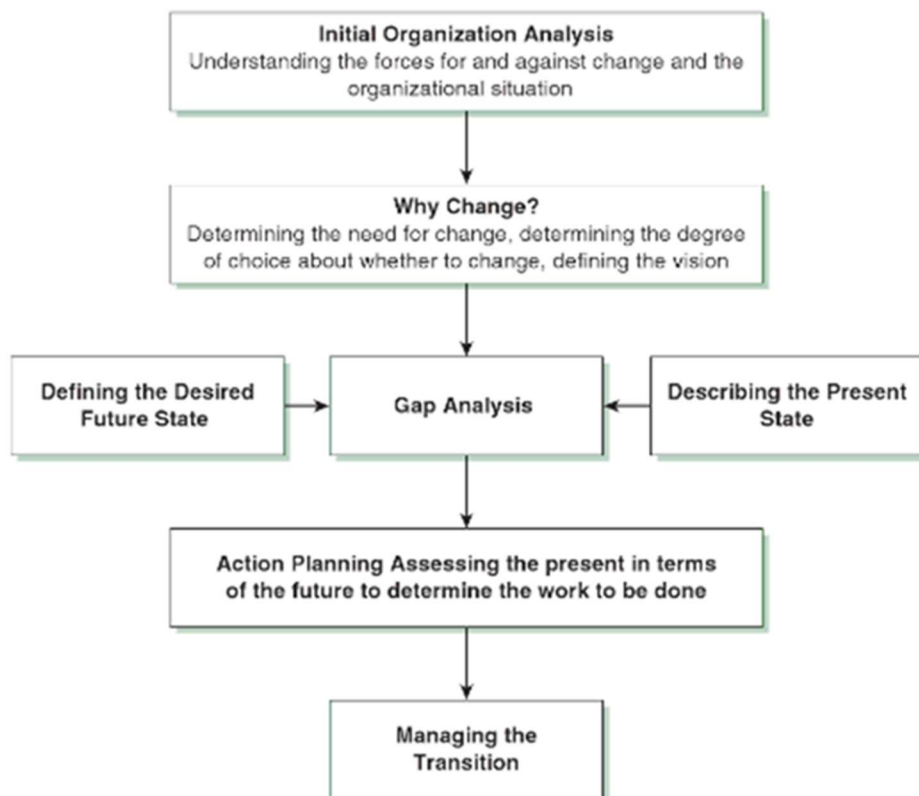 Initial Organization Analysis
Understanding the forces for and against change and the
organizational situation
Why Change?
Determining the need for change, determining the degree
of choice about whether to change, defining the vision
Defining the Desired
Future State
Gap Analysis
Describing the Present
State
Action Planning Assessing the present in terms
of the future to determine the work to be done
Managing the
Transition